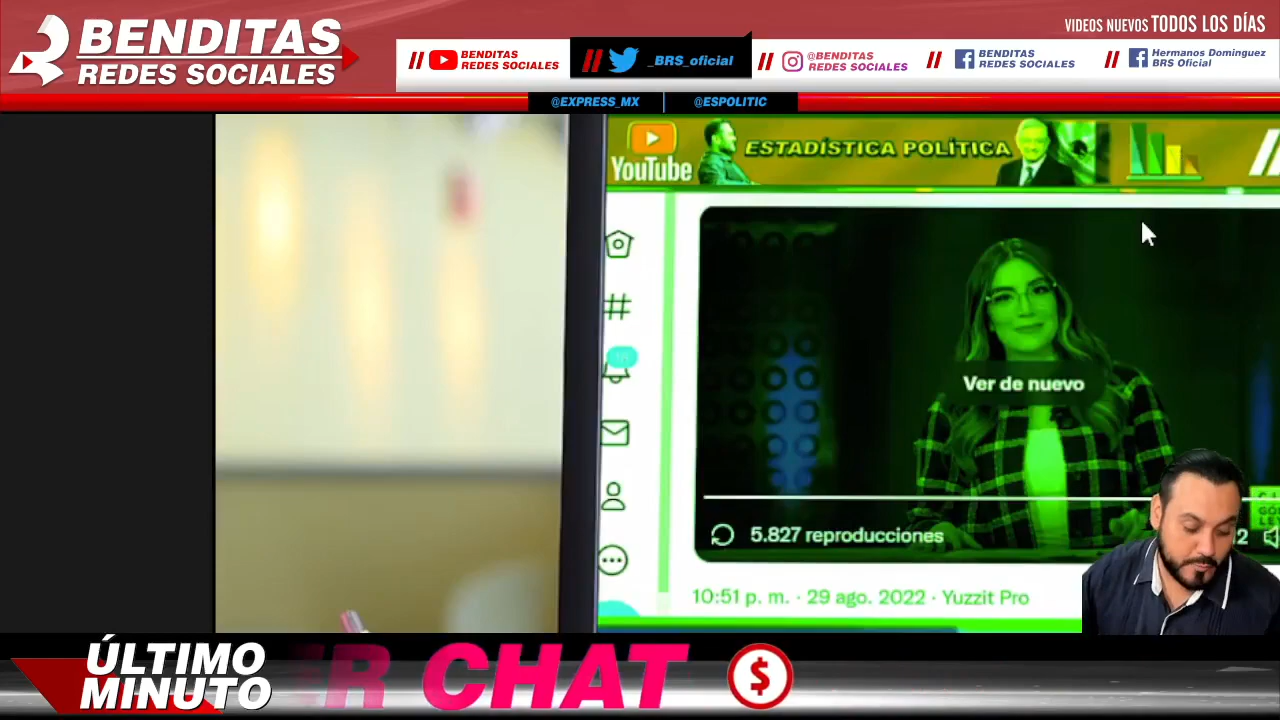 BENDITAS
REDES SOCIALES
VIDEOS NUEVOS TODOS LOS DÍAS
BENDITAS
REDES SOCIALES
_BRS_oficial
@BENDITAS
REDES SOCIALES
BENDITAS
REDES SOCIALES
Hermanos Dominguez
BRS Oficial
@EXPRESS_MX
@ESPOLITIC
YouTube
ESTADÍSTICA POLÍTICA
Ver de nuevo
5.827 reproducciones
10:51 p. m. · 29 ago. 2022 · Yuzzit Pro
ÚLTIMO
MINUTO
ER CHAT
$